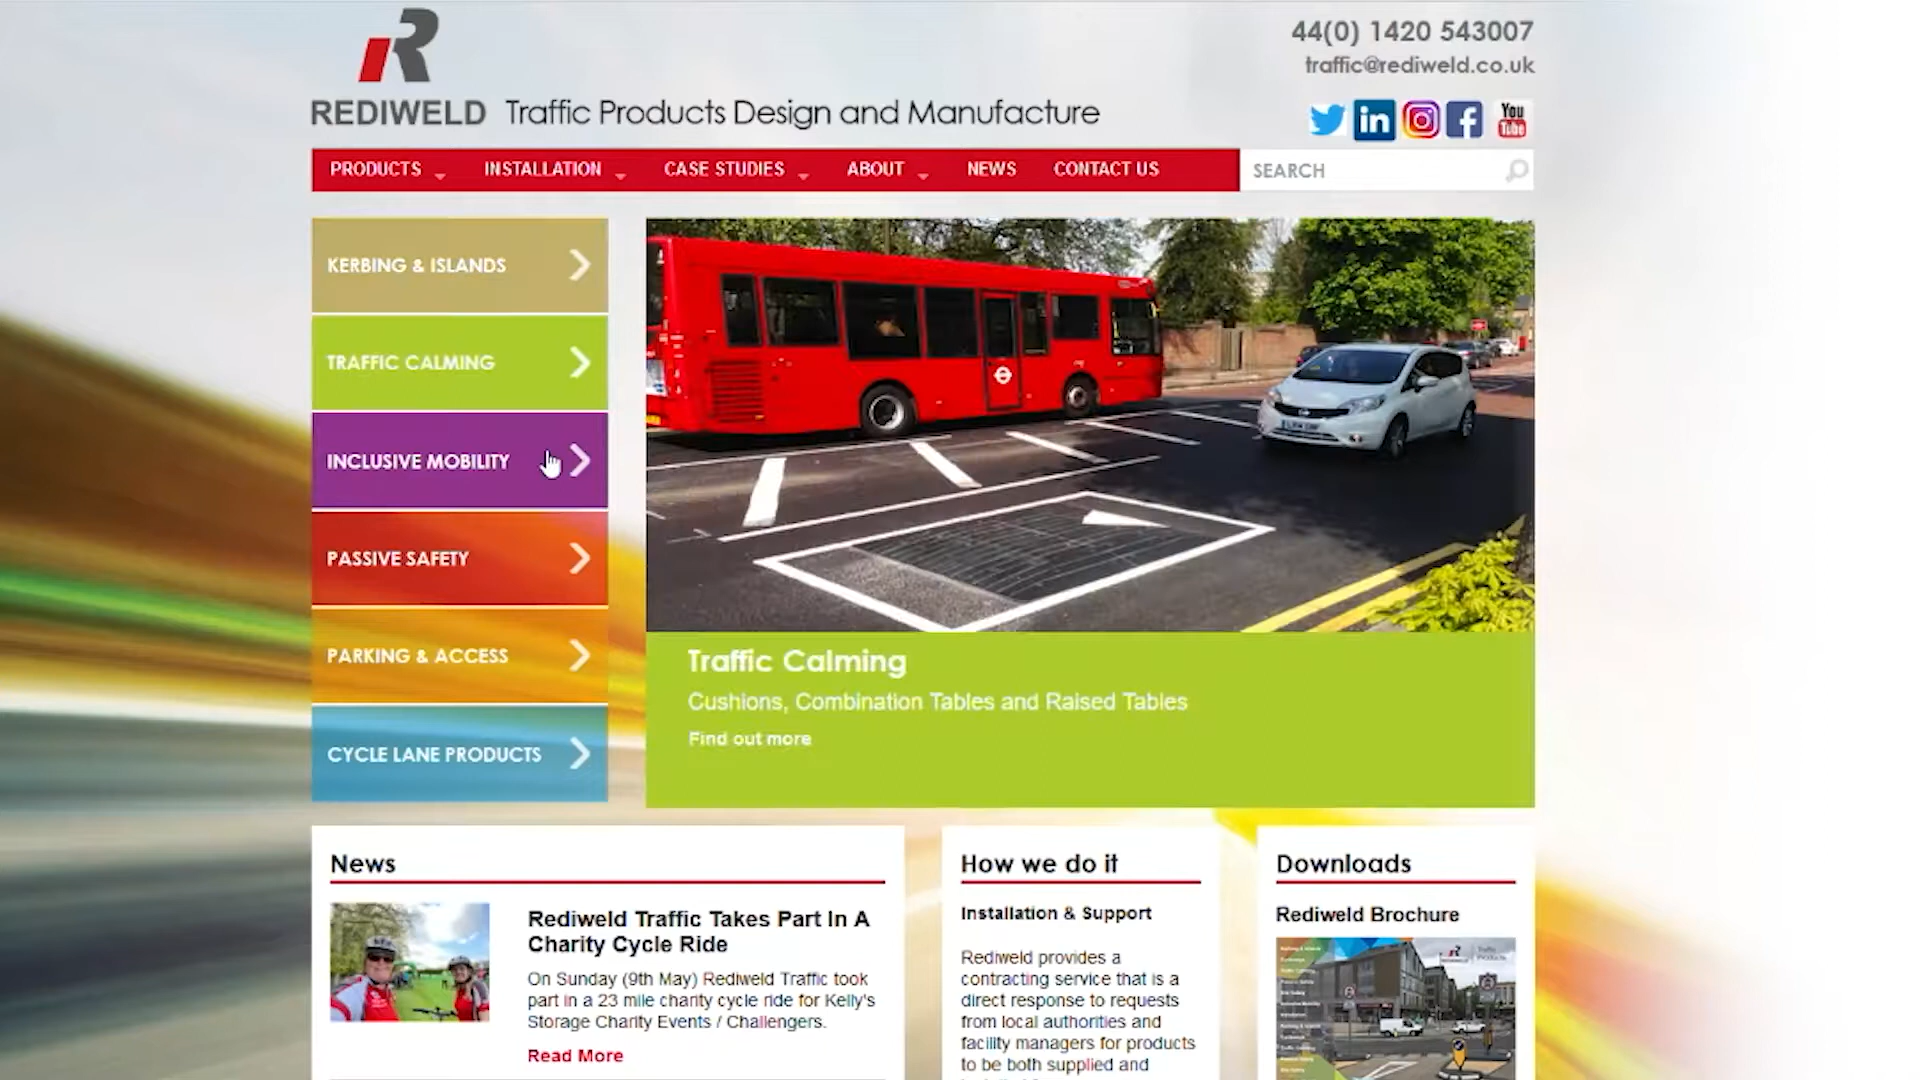 REDIWELD
Traffic Products Design and Manufacture
44(0) 1420 543007
traffic@rediweld.co.uk
in
You
Tube
PRODUCTS
INSTALLATION
CASE STUDIES
ABOUT
NEWS
CONTACT US
SEARCH
KERBING & ISLANDS
TRAFFIC CALMING
INCLUSIVE MOBILITY
PASSIVE SAFETY
PARKING & ACCESS
CYCLE LANE PRODUCTS
Traffic Calming
Cushions, Combination Tables and Raised Tables
Find out more
News
Rediweld Traffic Takes Part In A
Charity Cycle Ride
On Sunday (9th May) Rediweld Traffic took
part in a 23 mile charity cycle ride for Kelly's
Storage Charity Events / Challengers.
Read More
How we do it
Installation & Support
Rediweld provides a
contracting service that is a
direct response to requests
from local authorities and
facility managers for products
to be both supplied and
Downloads
Rediweld Brochure